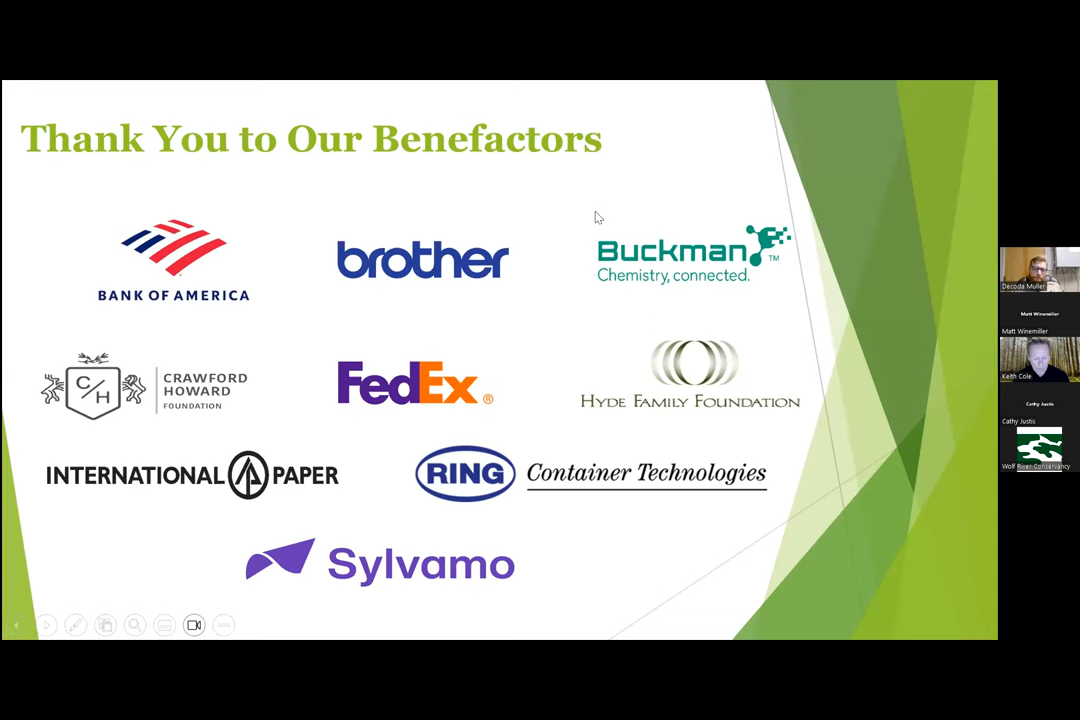 Thank You to Our Benefactors
BANK OF AMERICA
brother
Buckman TM
Chemistry, connected.
C/H
CRAWFORD
HOWARD
FOUNDATION
FedEx®
HYDE FAMILY FOUNDATION
INTERNATIONAL PAPER
RING Container Technologies
Sylvamo
Decoda Muller
Matt Winemiller
Matt Winemiller
Keith Cole
Cathy Justis
Cathy Justis
Wolf River Conservancy